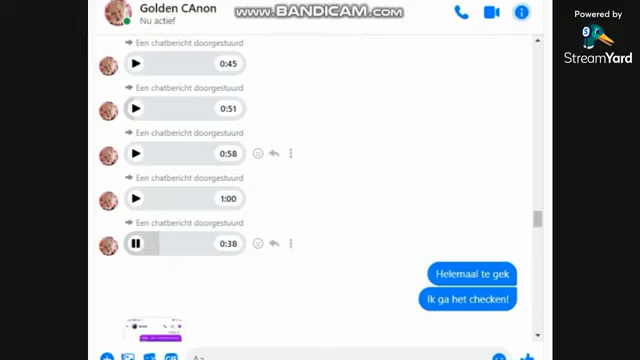 Golden CAnon
Nu actief
www.BANDICAM.com
Powered by
StreamYard
Een chatbericht doorgestuurd
0:45
Een chatbericht doorgestuurd
0:51
Een chatbericht doorgestuurd
0:58
Een chatbericht doorgestuurd
1:00
Een chatbericht doorgestuurd
0:38
Helemaal te gek
Ik ga het checken!
Aa